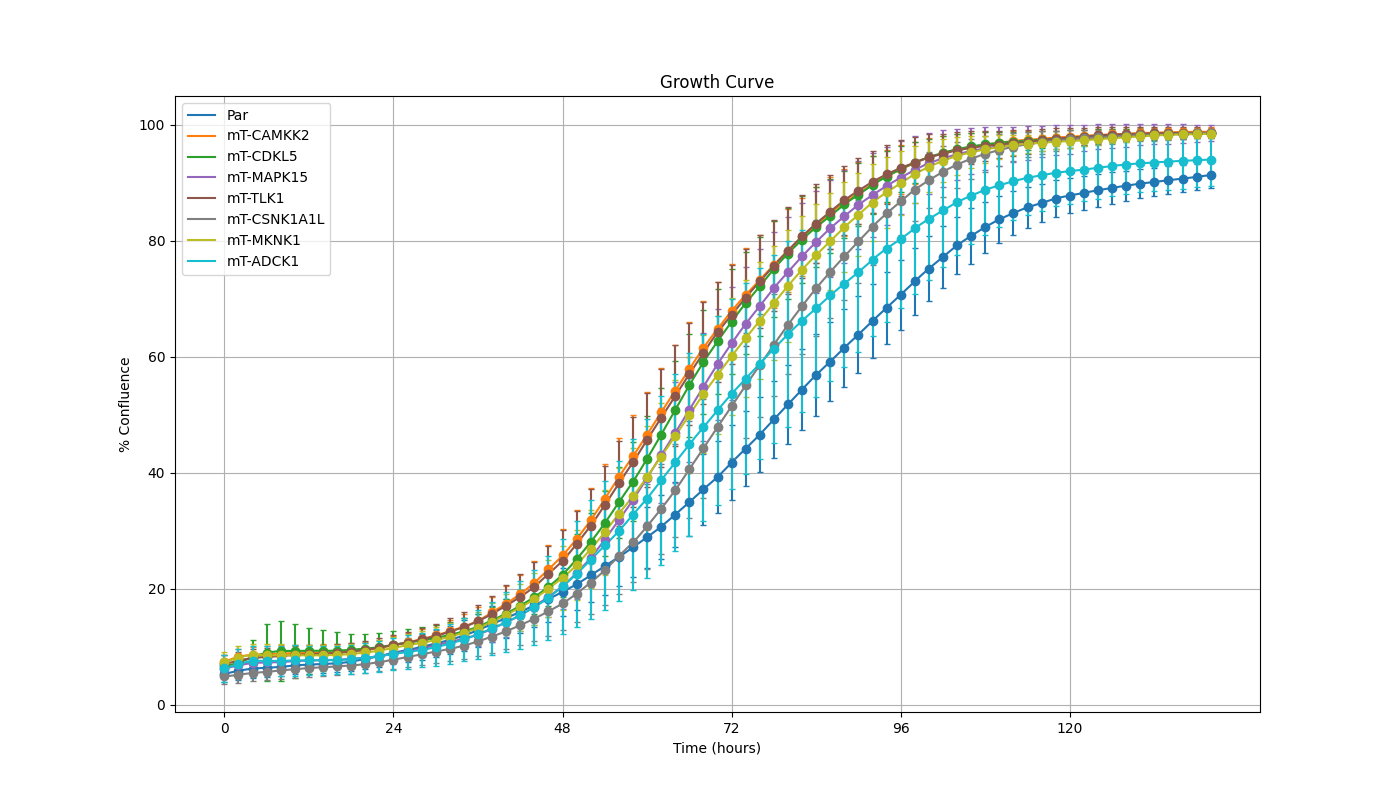 Growth Curve
100
80
60
40
20
0
% Confluence
Par
mT-CAMKK2
mT-CDKL5
mT-MAPK15
mT-TLK1
mT-CSNK1A1L
mT-MKNK1
mT-ADCK1
0 24 48 72 96 120
Time (hours)